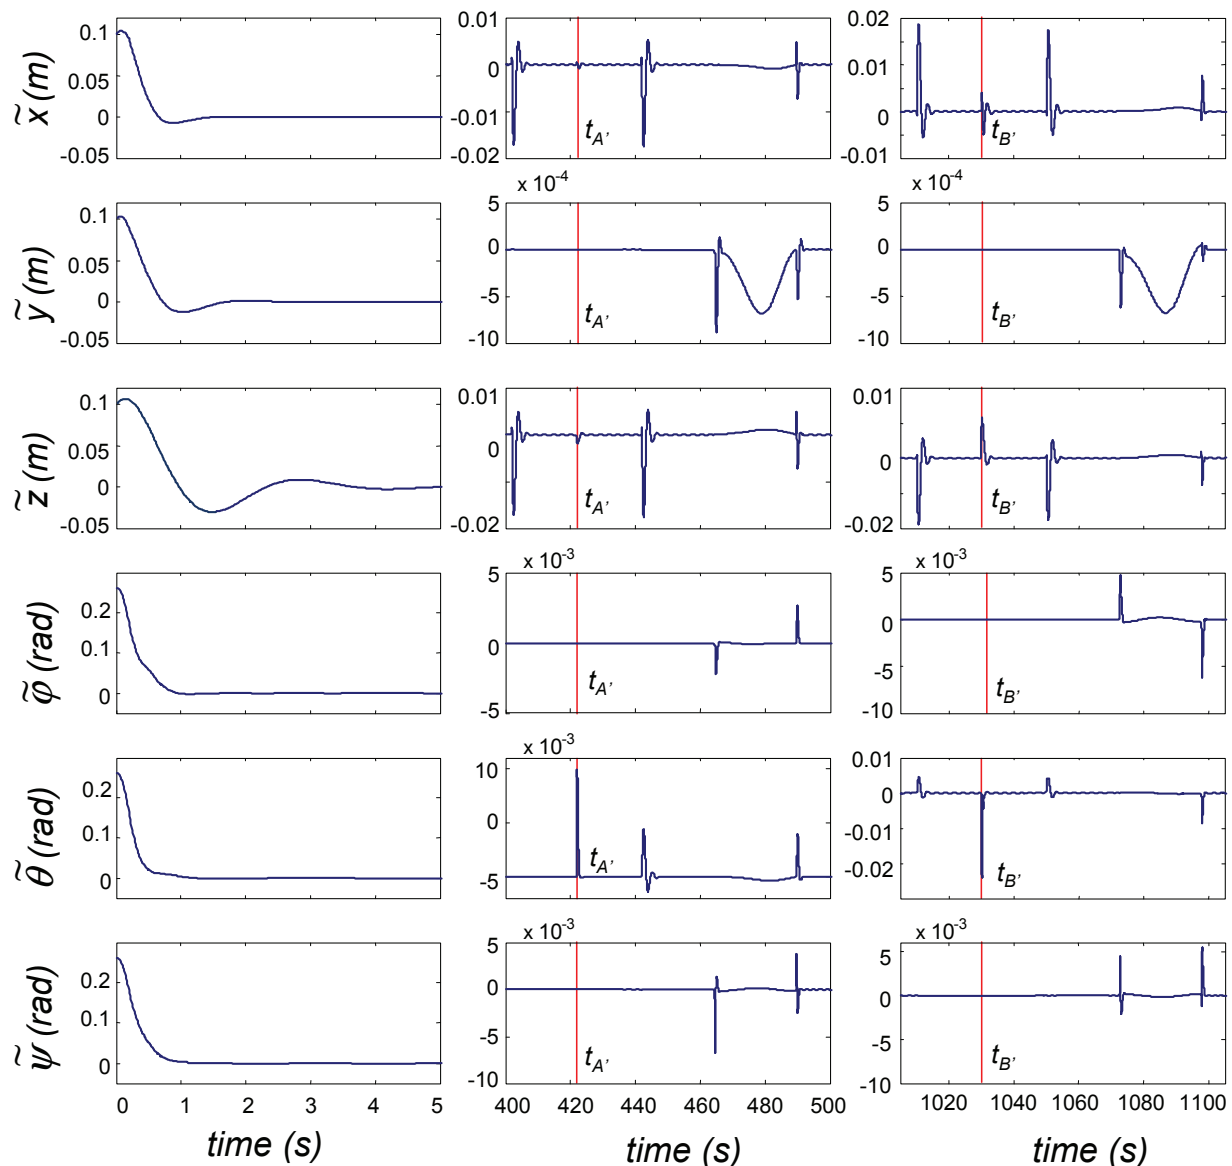 x̃ (m)
0.1
0.05
0
-0.05
0.01
0
-0.01
0.02
t_A'
0.02
0.01
0
0.01
t_B'
ỹ (m)
0.1
0.05
0
0.05
x 10^-4
5
0
-5
-10
t_A'
x 10^-4
5
0
-5
-10
t_B'
z̃ (m)
0.1
0.05
0
-0.05
0.01
0
-0.02
t_A'
0.01
0
-0.02
t_B'
φ̃ (rad)
0.2
0.1
0
x 10^-3
5
0
-5
t_A'
x 10^-3
5
0
-5
-10
t_B'
θ̃ (rad)
0.2
0.1
0
x 10^-3
10
0
-5
t_A'
0.01
0
-0.01
-0.02
t_B'
ψ̃ (rad)
0.2
0.1
0
x 10^-3
5
0
-5
-10
t_A'
x 10^-3
5
0
-10
t_B'
0 1 2 3 4 5
400 420 440 460 480 500
1020 1040 1060 1080 1100
time (s)
time (s)
time (s)